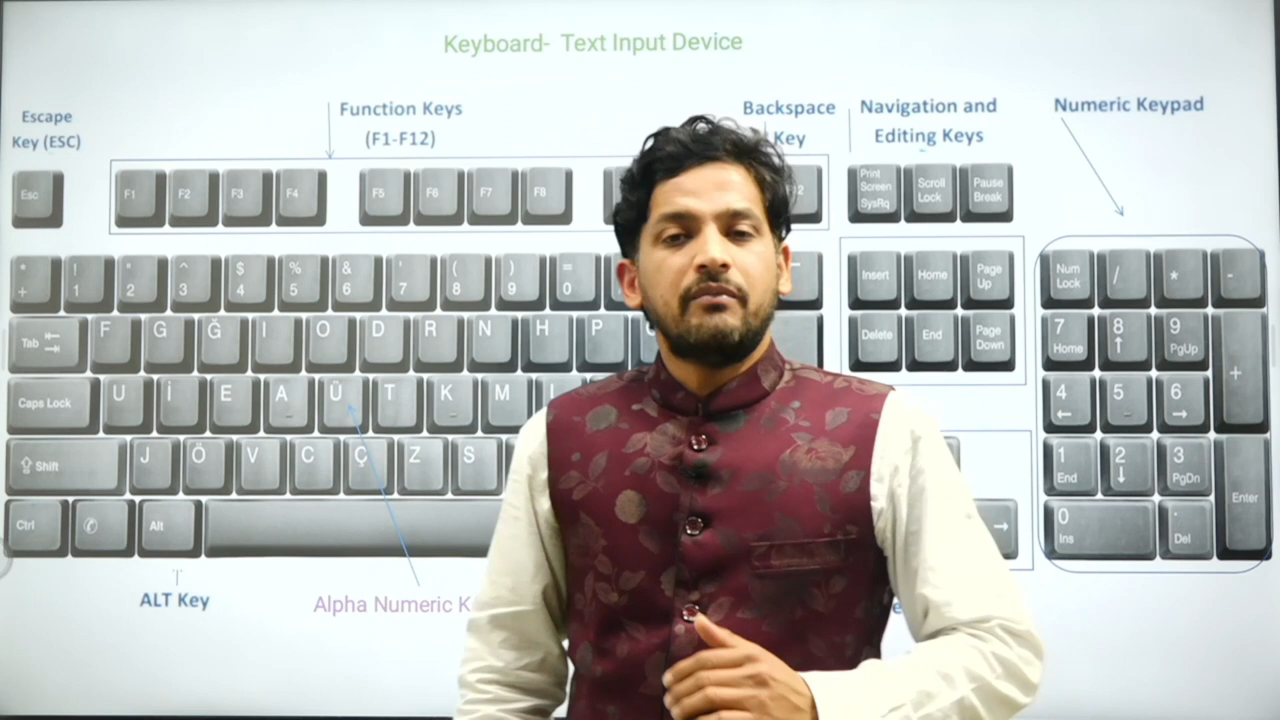 Keyboard- Text Input Device
Escape
Key (ESC)
Function Keys
(F1-F12)
Backspace
Key
Navigation and
Editing Keys
Numeric Keypad
Esc F1 F2 F3 F4 F5 F6 F7 F8
Print
Screen
SysRq
Scroll
Lock
Pause
Break
* + ! 1 " 2 ^ 3 $ 4 % 5 & 6 ' 7 ( 8 ) 9 = 0
Insert Home Page
Up
Num
Lock / * -
Tab F G Ğ I O D R N H P
Delete End Page
Down
7
Home
8
↑
9
PgUp
+
Caps Lock U İ E A Ü T K M
4
←
5
6
→
Shift J Ö V C Ç Z S
1
End
2
↓
3
PgDn
Enter
Ctrl Alt
→
0
Ins
.
Del
ALT Key
Alpha Numeric K